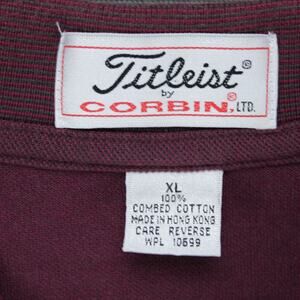 Titleist®
by
CORBIN, LTD.®
XL
100%
COMBED COTTON
MADE IN HONG KONG
CARE REVERSE
WPL 10699